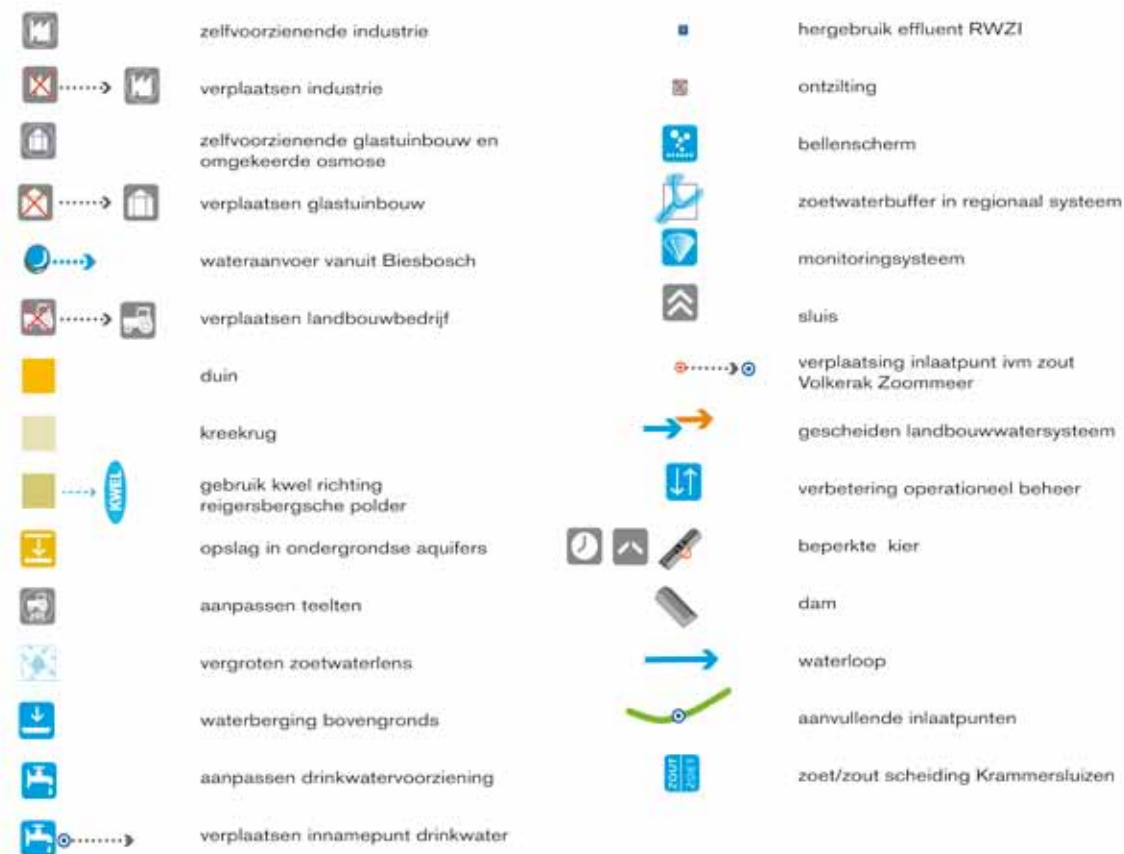 zelfvoorzienende industrie
verplaatsen industrie
zelfvoorzienende glastuinbouw en
omgekeerde osmose
verplaatsen glastuinbouw
wateraanvoer vanuit Biesbosch
verplaatsen landbouwbedrijf
duin
kreekrug
KWEL
gebruik kwel richting
reigersbergsche polder
opslag in ondergrondse aquifers
aanpassen teelten
vergroten zoetwaterlens
waterberging bovengronds
aanpassen drinkwatervoorziening
verplaatsen innamepunt drinkwater
hergebruik effluent RWZI
ontzilting
bellenscherm
zoetwaterbuffer in regionaal systeem
monitoringsysteem
sluis
verplaatsing inlaatpunt ivm zout
Volkerak Zoommeer
gescheiden landbouwwatersysteem
verbetering operationeel beheer
beperkte kier
dam
waterloop
aanvullende inlaatpunten
ZOUT
ZOET
zoet/zout scheiding Krammersluizen